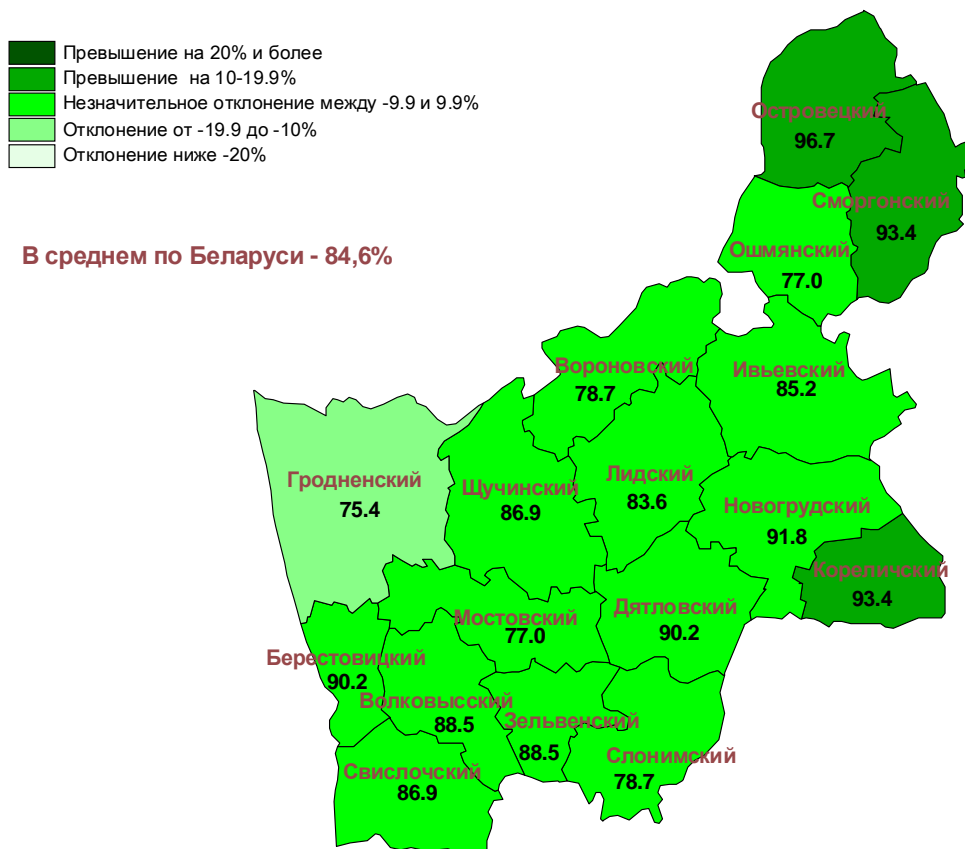 Превышение на 20% и более
Превышение на 10-19.9%
Незначительное отклонение между -9.9 и 9.9%
Отклонение от -19.9 до -10%
Отклонение ниже -20%
В среднем по Беларуси - 84,6%
Островецкий
96.7
Сморгонский
93.4
Ошмянский
77.0
Вороновский
78.7
Ивьевский
85.2
Гродненский
75.4
Щучинский
86.9
Лидский
83.6
Новогрудский
91.8
Кореличский
93.4
Мостовский
77.0
Дятловский
90.2
Берестовицкий
90.2
Волковысский
88.5
Зельвенский
88.5
Слонимский
78.7
Свислочский
86.9